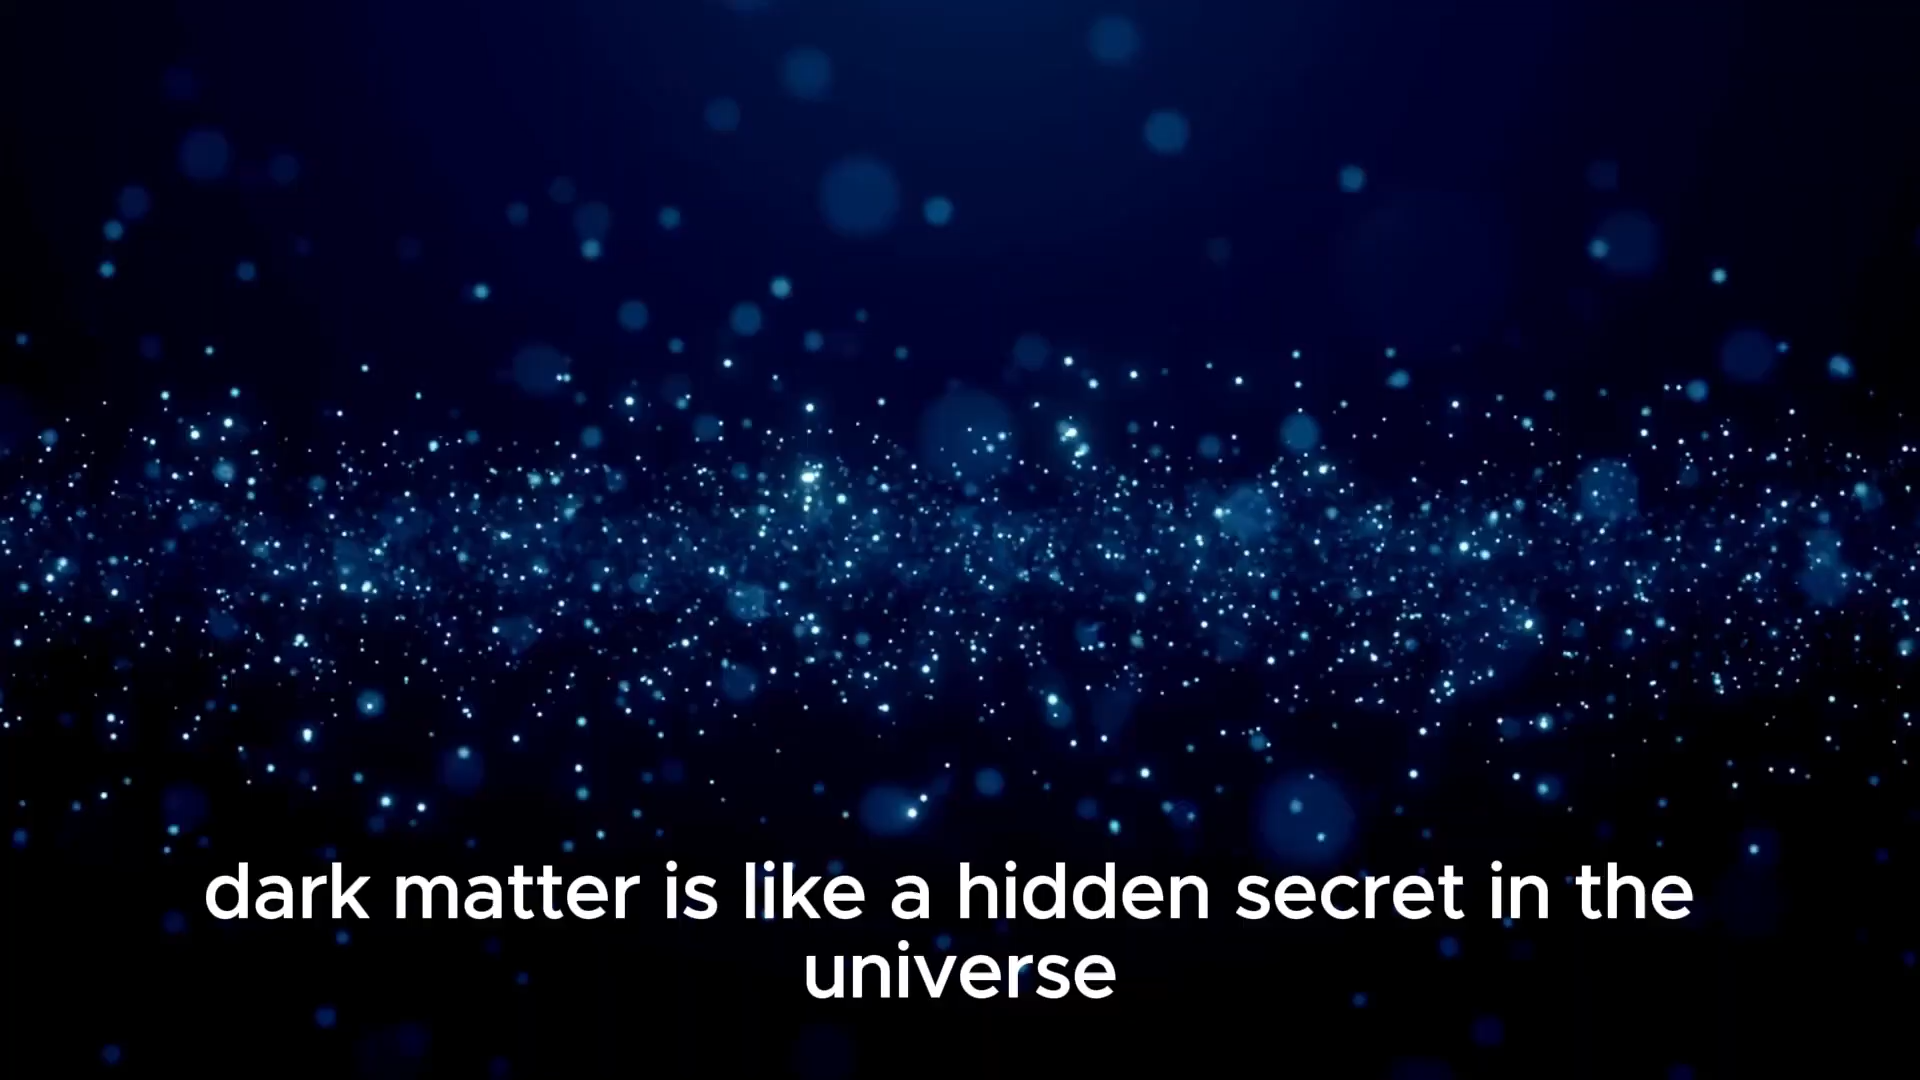 dark matter is like a hidden secret in the
universe